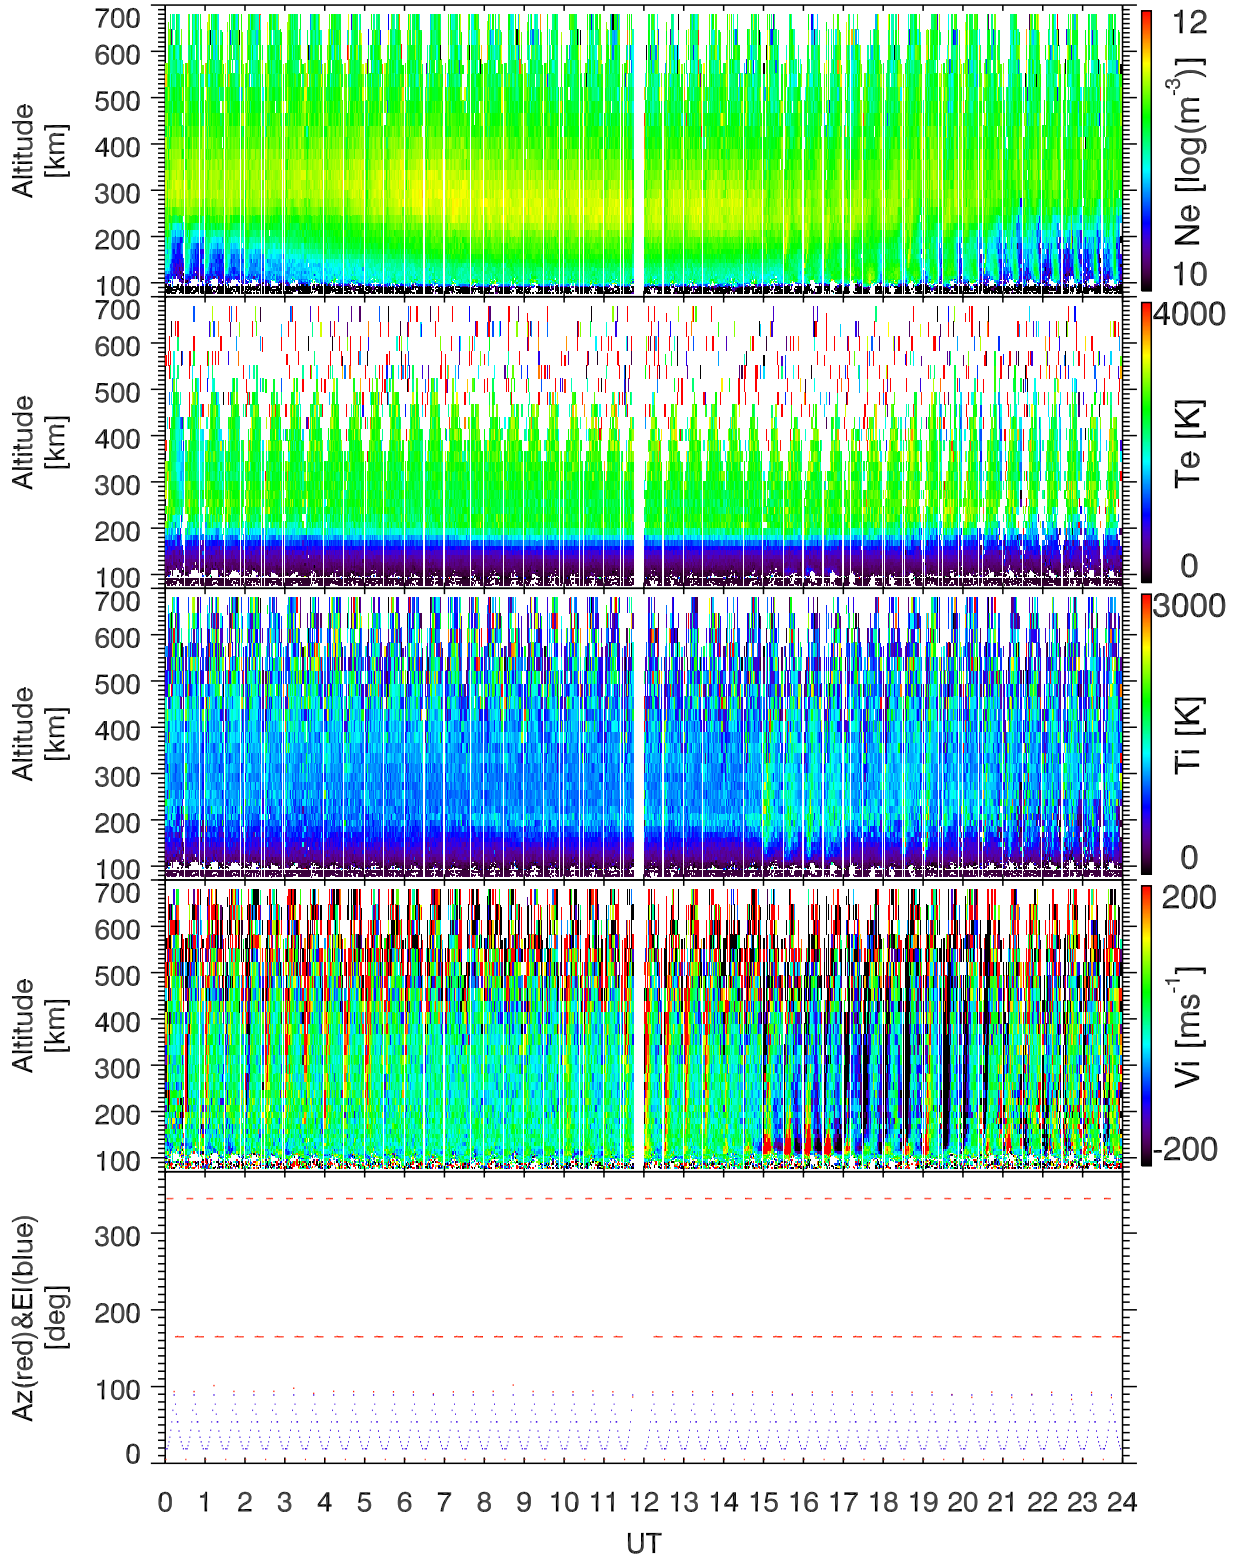 700
600
500
400
300
200
100
Altitude
[km]
12
Ne [log(m⁻³)]
10
700
600
500
400
300
200
100
Altitude
[km]
4000
Te [K]
0
700
600
500
400
300
200
100
Altitude
[km]
3000
Ti [K]
0
700
600
500
400
300
200
100
Altitude
[km]
200
Vi [ms⁻¹]
-200
300
200
100
0
Az(red)&El(blue)
[deg]
0 1 2 3 4 5 6 7 8 9 10 11 12 13 14 15 16 17 18 19 20 21 22 23 24
UT